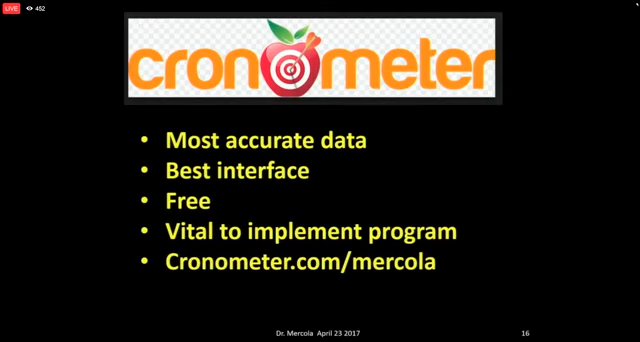 LIVE 452
cronometer
• Most accurate data
• Best interface
• Free
• Vital to implement program
• Cronometer.com/mercola
Dr. Mercola April 23 2017 16